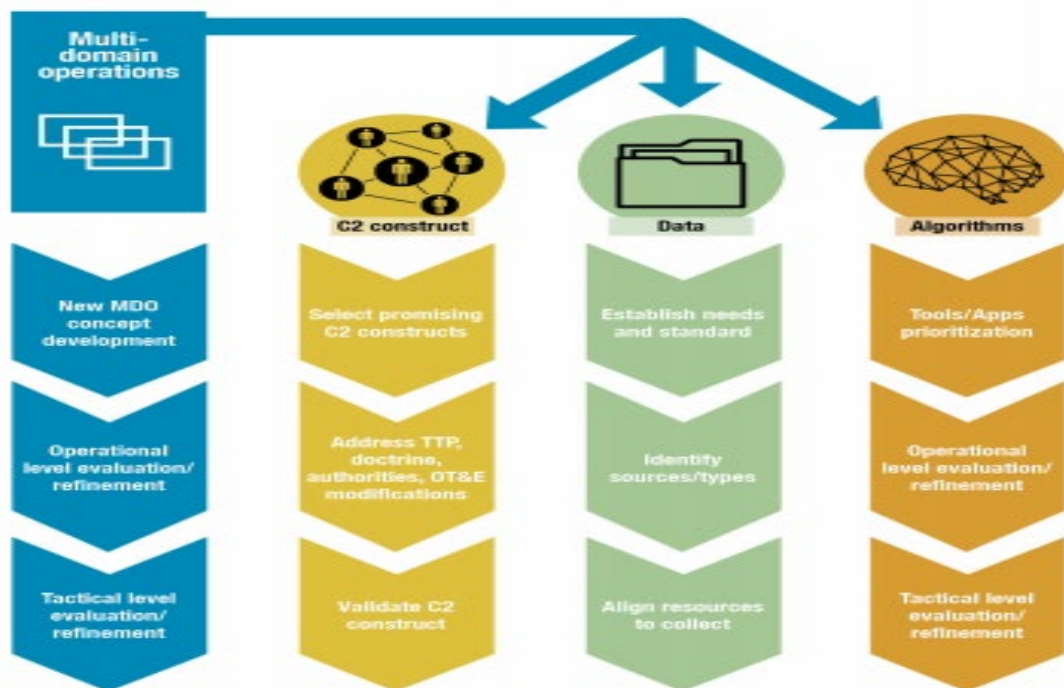 Multi-
domain
operations
C2 construct
Data
Algorithms
New MDO
concept
development
Select promising
C2 constructs
Establish needs
and standard
Tools/Apps
prioritization
Operational
level evaluation/
refinement
Address TTP,
doctrine,
authorities, OT&E
modifications
Identify
sources/types
Operational
level evaluation/
refinement
Tactical level
evaluation/
refinement
Validate C2
construct
Align resources
to collect
Tactical level
evaluation/
refinement